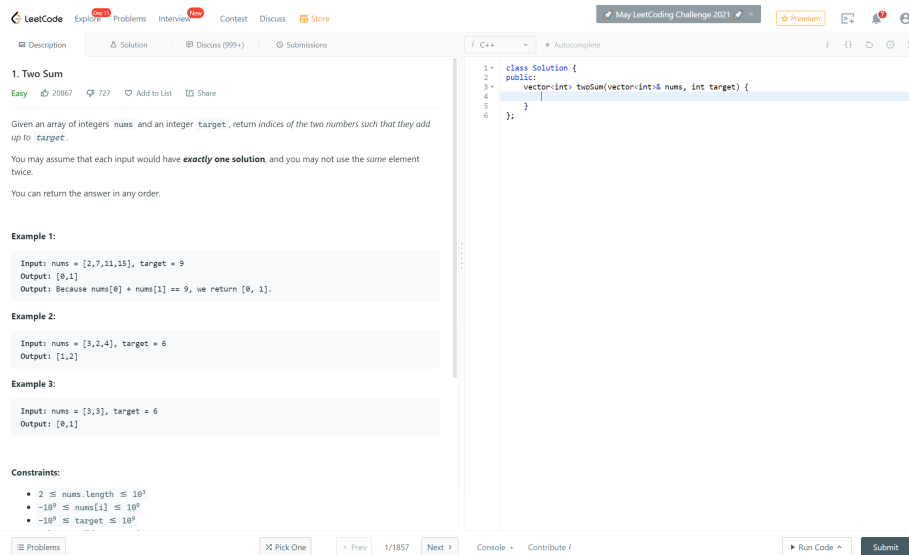 LeetCode Explore Day 11 Problems Interview New Contest Discuss Store May LeetCoding Challenge 2021 × Premium 7
Description Solution Discuss (999+) Submissions
i C++ Autocomplete i {}
1. Two Sum
Easy 20867 727 Add to List Share
Given an array of integers nums and an integer target, return indices of the two numbers such that they add
up to target.
You may assume that each input would have exactly one solution, and you may not use the same element
twice.
You can return the answer in any order.
Example 1:
Input: nums = [2,7,11,15], target = 9
Output: [0,1]
Output: Because nums[0] + nums[1] == 9, we return [0, 1].
Example 2:
Input: nums = [3,2,4], target = 6
Output: [1,2]
Example 3:
Input: nums = [3,3], target = 6
Output: [0,1]
Constraints:
• 2 ≤ nums.length ≤ 10³
• -10⁹ ≤ nums[i] ≤ 10⁹
• -10⁹ ≤ target ≤ 10⁹
1 class Solution {
2 public:
3 vector<int> twoSum(vector<int>& nums, int target) {
4
5 }
6 };
Problems Pick One < Prev 1/1857 Next > Console Contribute i Run Code Submit